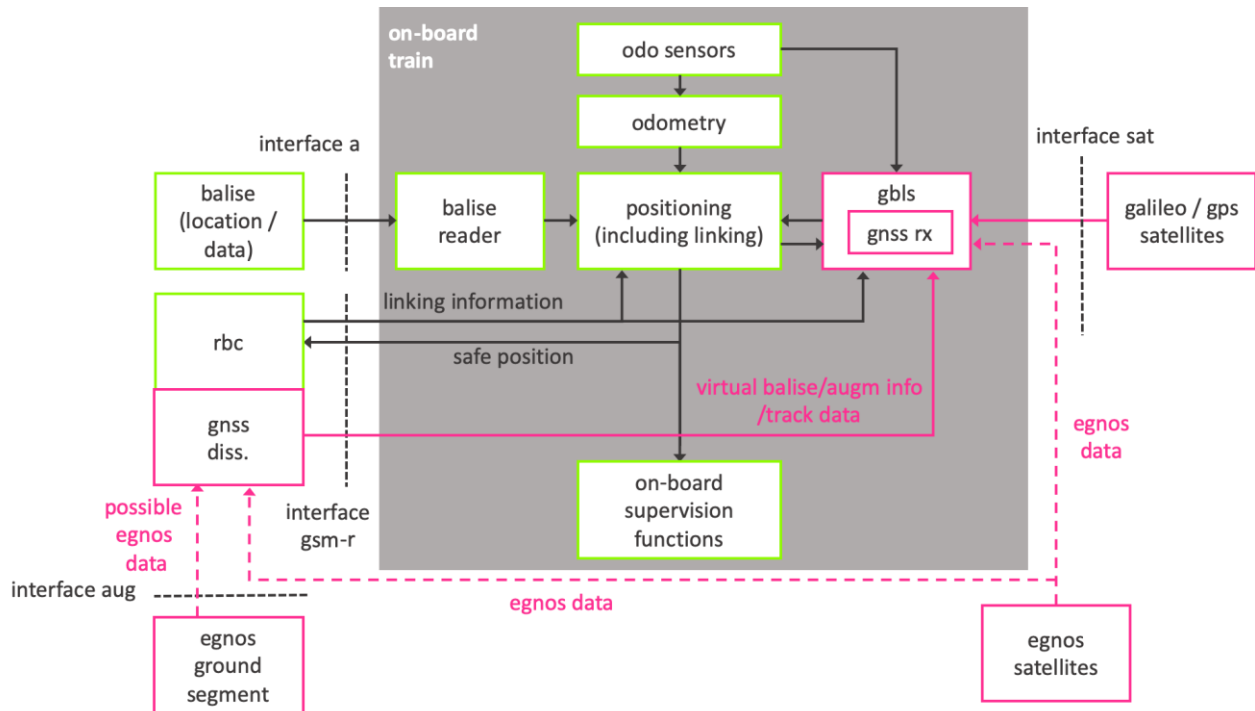 on-board
train
odo sensors
odometry
interface a
interface sat
balise
(location /
data)
balise
reader
positioning
(including linking)
gbls
gnss rx
galileo / gps
satellites
linking information
rbc
safe position
virtual balise/augm info
/track data
gnss
diss.
egnos
data
possible
egnos
data
interface
gsm-r
on-board
supervision
functions
interface aug
egnos data
egnos
ground
segment
egnos
satellites